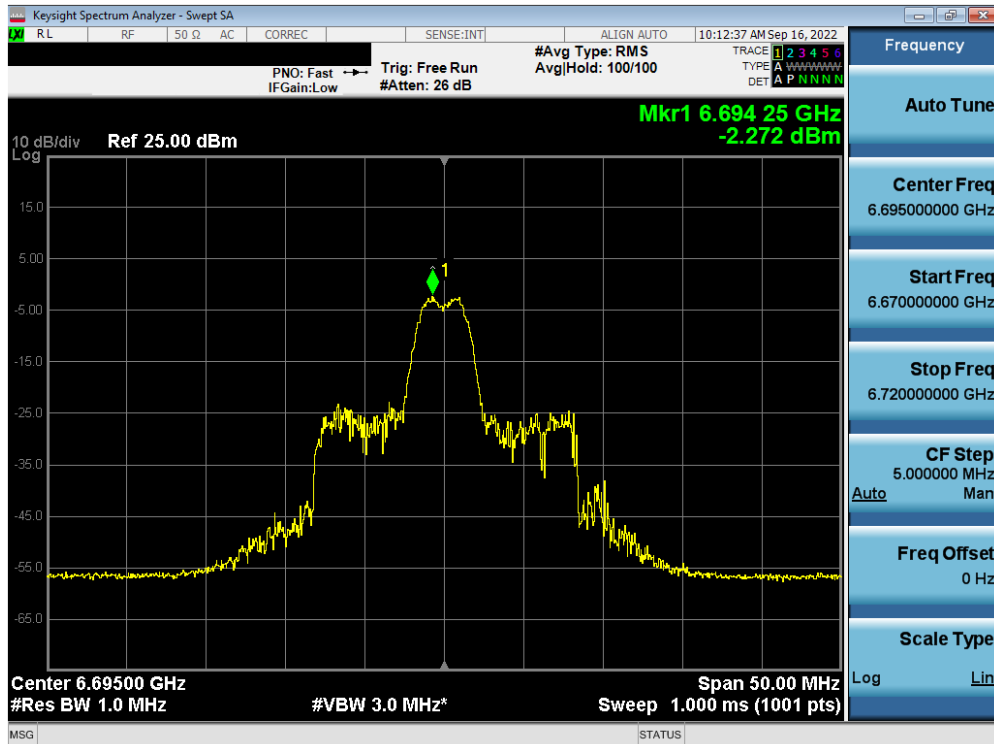 Keysight Spectrum Analyzer - Swept SA
LXI RL RF 50 Ω AC CORREC SENSE:INT ALIGN AUTO 10:12:37 AM Sep 16, 2022
PNO: Fast
IFGain:Low
Trig: Free Run
#Atten: 26 dB
#Avg Type: RMS
Avg|Hold: 100/100
TRACE 1 2 3 4 5 6
TYPE A WWWWW
DET A P N N N N
Mkr1 6.694 25 GHz
-2.272 dBm
10 dB/div Ref 25.00 dBm
Log
15.0
5.00
-5.00
-15.0
-25.0
-35.0
-45.0
-55.0
-65.0
1
Center 6.69500 GHz Span 50.00 MHz
#Res BW 1.0 MHz #VBW 3.0 MHz* Sweep 1.000 ms (1001 pts)
MSG STATUS
Frequency
Auto Tune
Center Freq
6.695000000 GHz
Start Freq
6.670000000 GHz
Stop Freq
6.720000000 GHz
CF Step
5.000000 MHz
Auto Man
Freq Offset
0 Hz
Scale Type
Log Lin